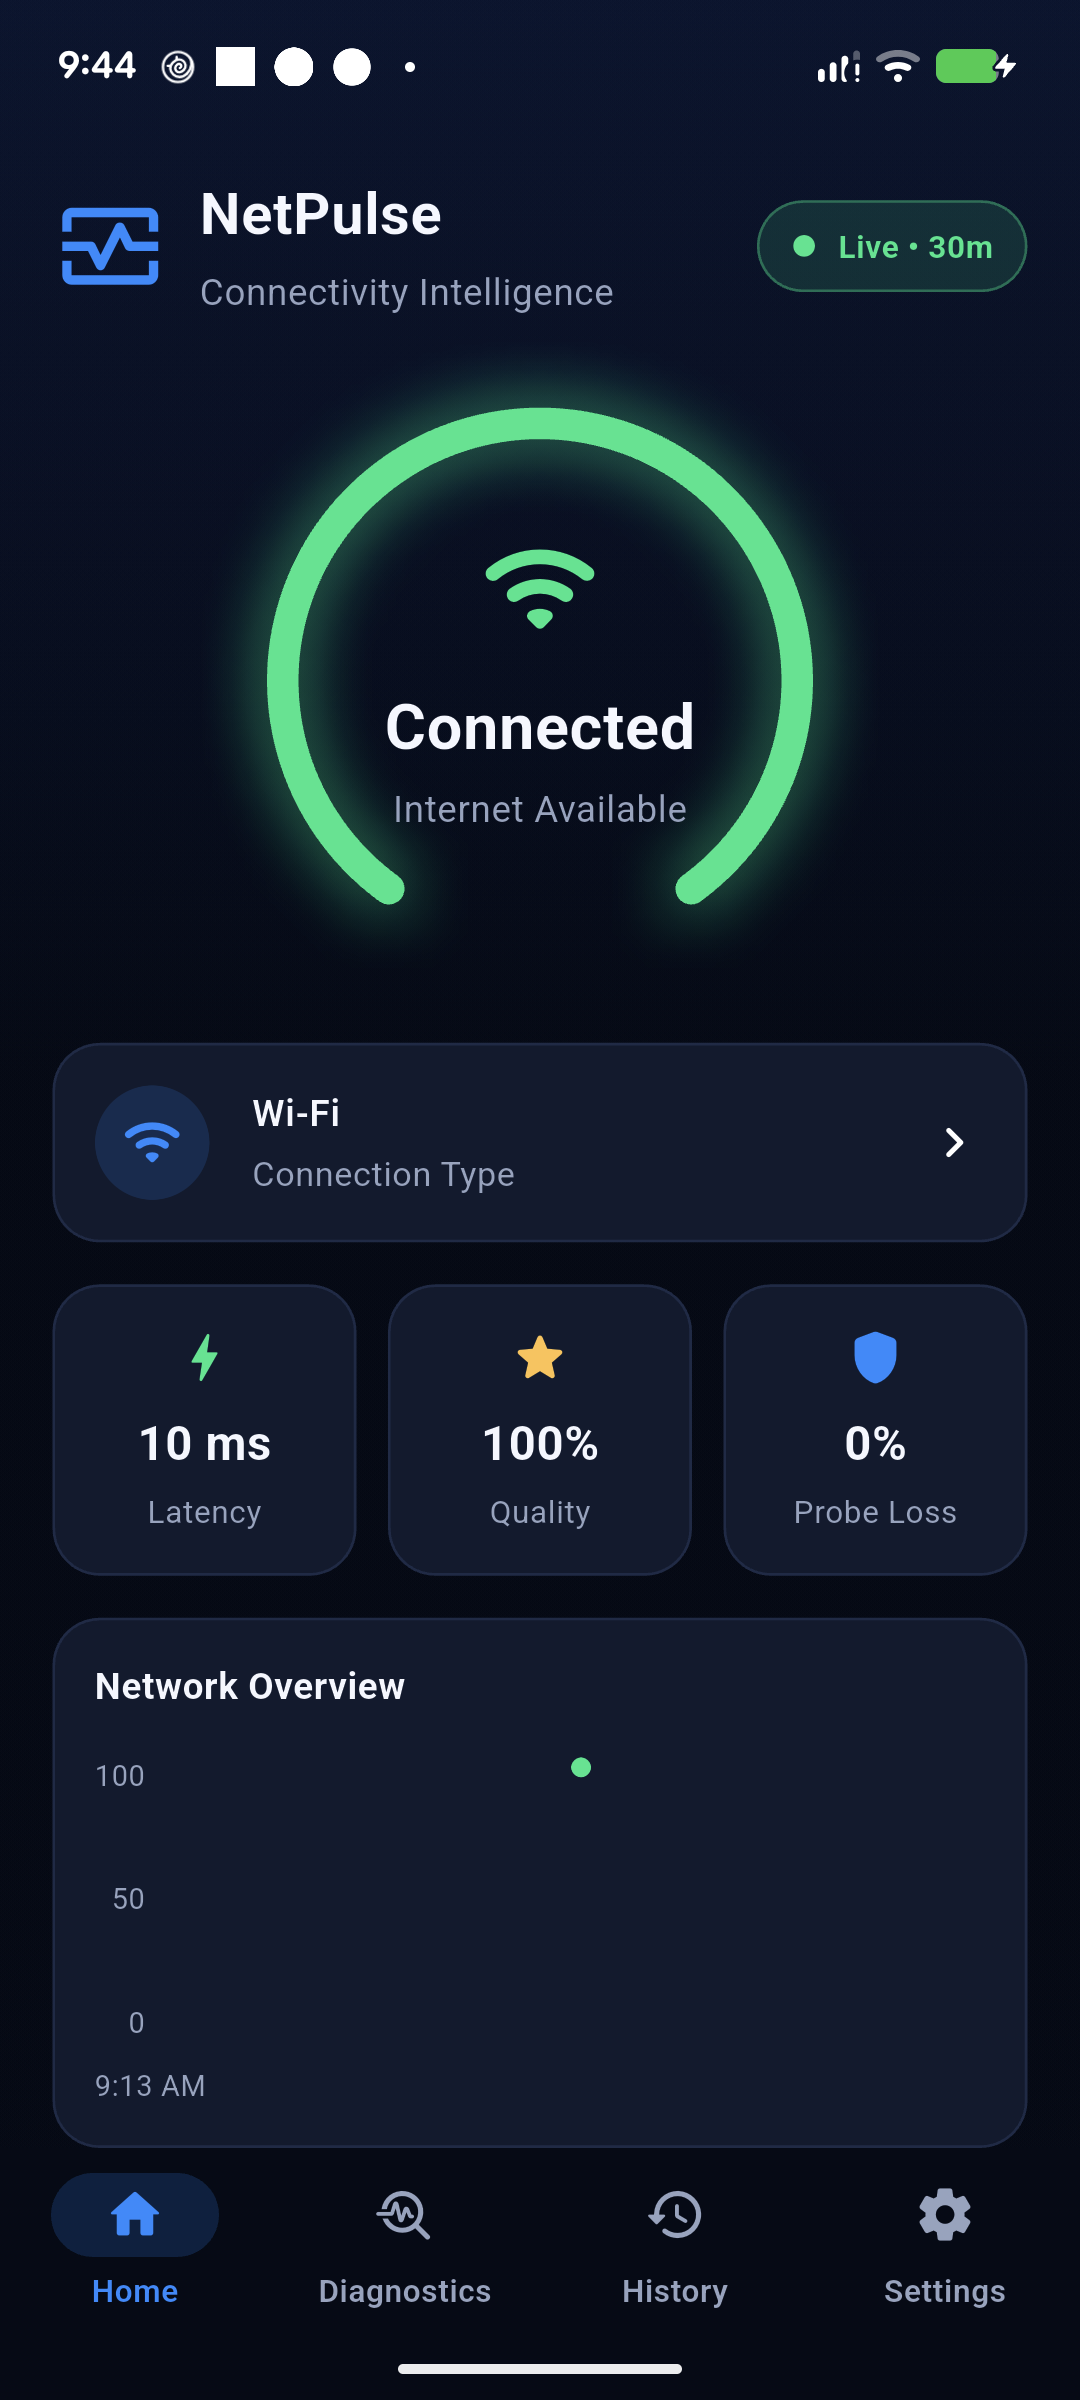 9:44
NetPulse
Connectivity Intelligence
Live • 30m
Connected
Internet Available
Wi-Fi
Connection Type
10 ms
Latency
100%
Quality
0%
Probe Loss
Network Overview
100
50
0
9:13 AM
Home
Diagnostics
History
Settings